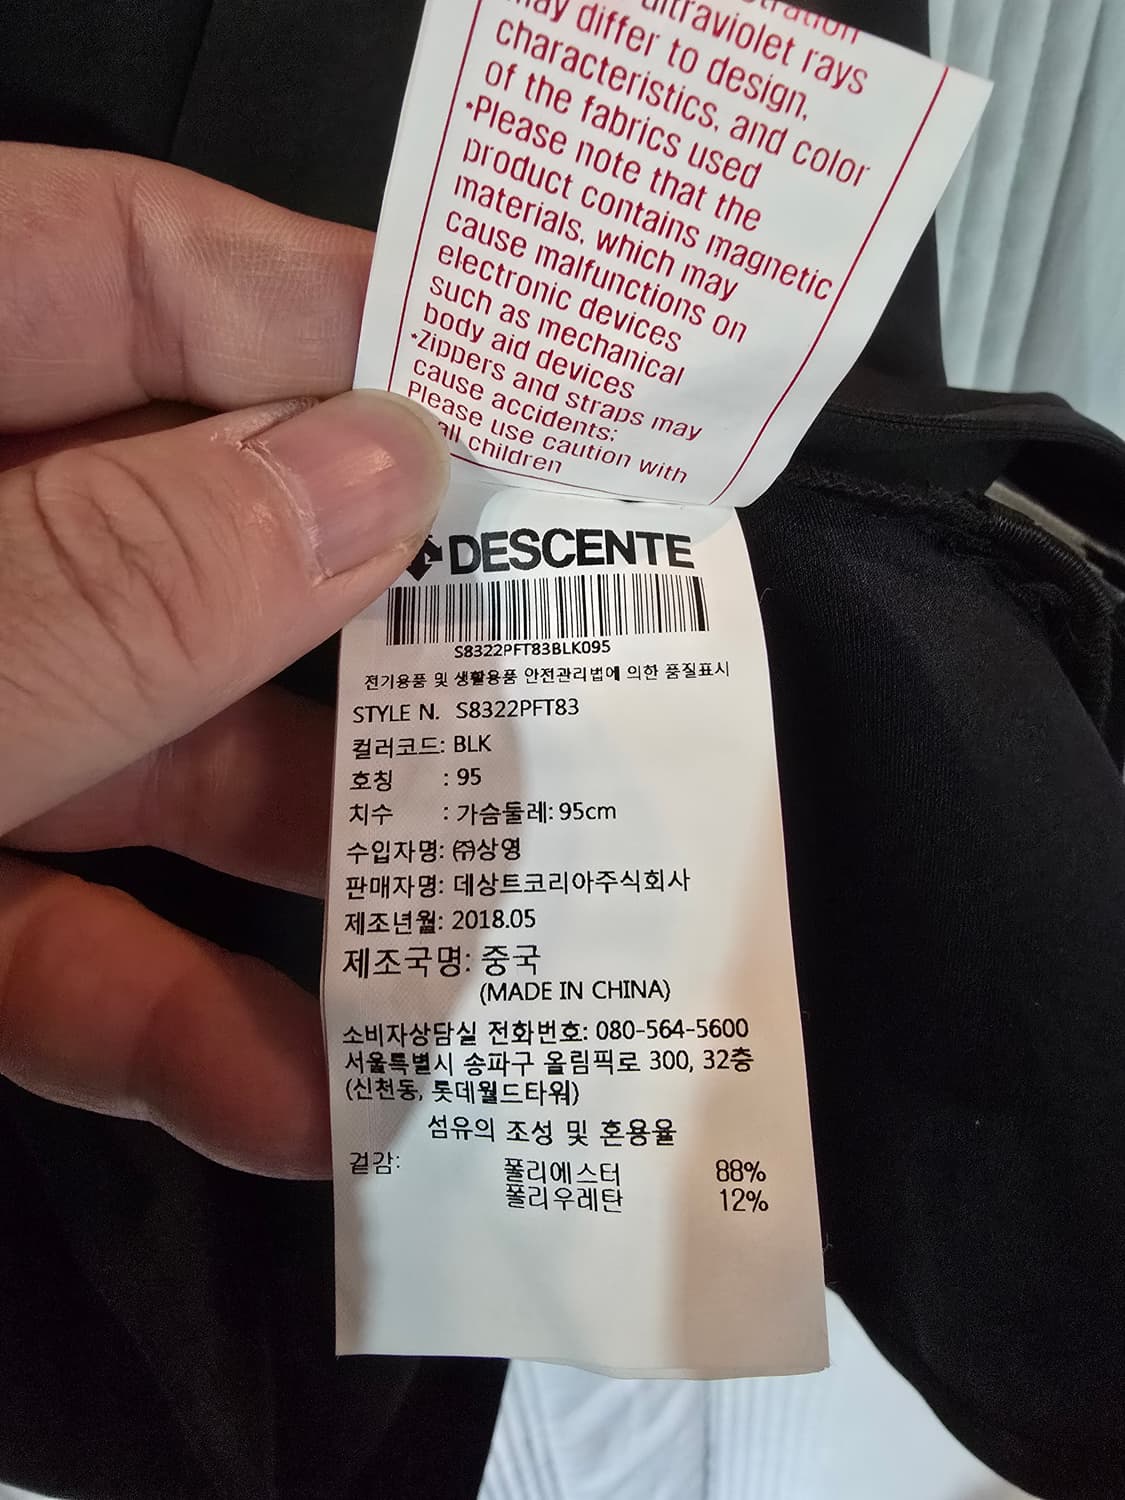 ultraviolet rays
may differ to design,
characteristics, and color
of the fabrics used
*Please note that the
product contains magnetic
materials, which may
cause malfunctions on
electronic devices
such as mechanical
body aid devices
*Zippers and straps may
cause accidents;
Please use caution with
all children
DESCENTE
S8322PFT83BLK095
전기용품 및 생활용품 안전관리법에 의한 품질표시
STYLE N. S8322PFT83
컬러코드: BLK
호칭 : 95
치수 : 가슴둘레: 95cm
수입자명: ㈜상영
판매자명: 데상트코리아주식회사
제조년월: 2018.05
제조국명: 중국
(MADE IN CHINA)
소비자상담실 전화번호: 080-564-5600
서울특별시 송파구 올림픽로 300, 32층
(신천동, 롯데월드타워)
섬유의 조성 및 혼용율
겉감: 폴리에스터 88%
폴리우레탄 12%